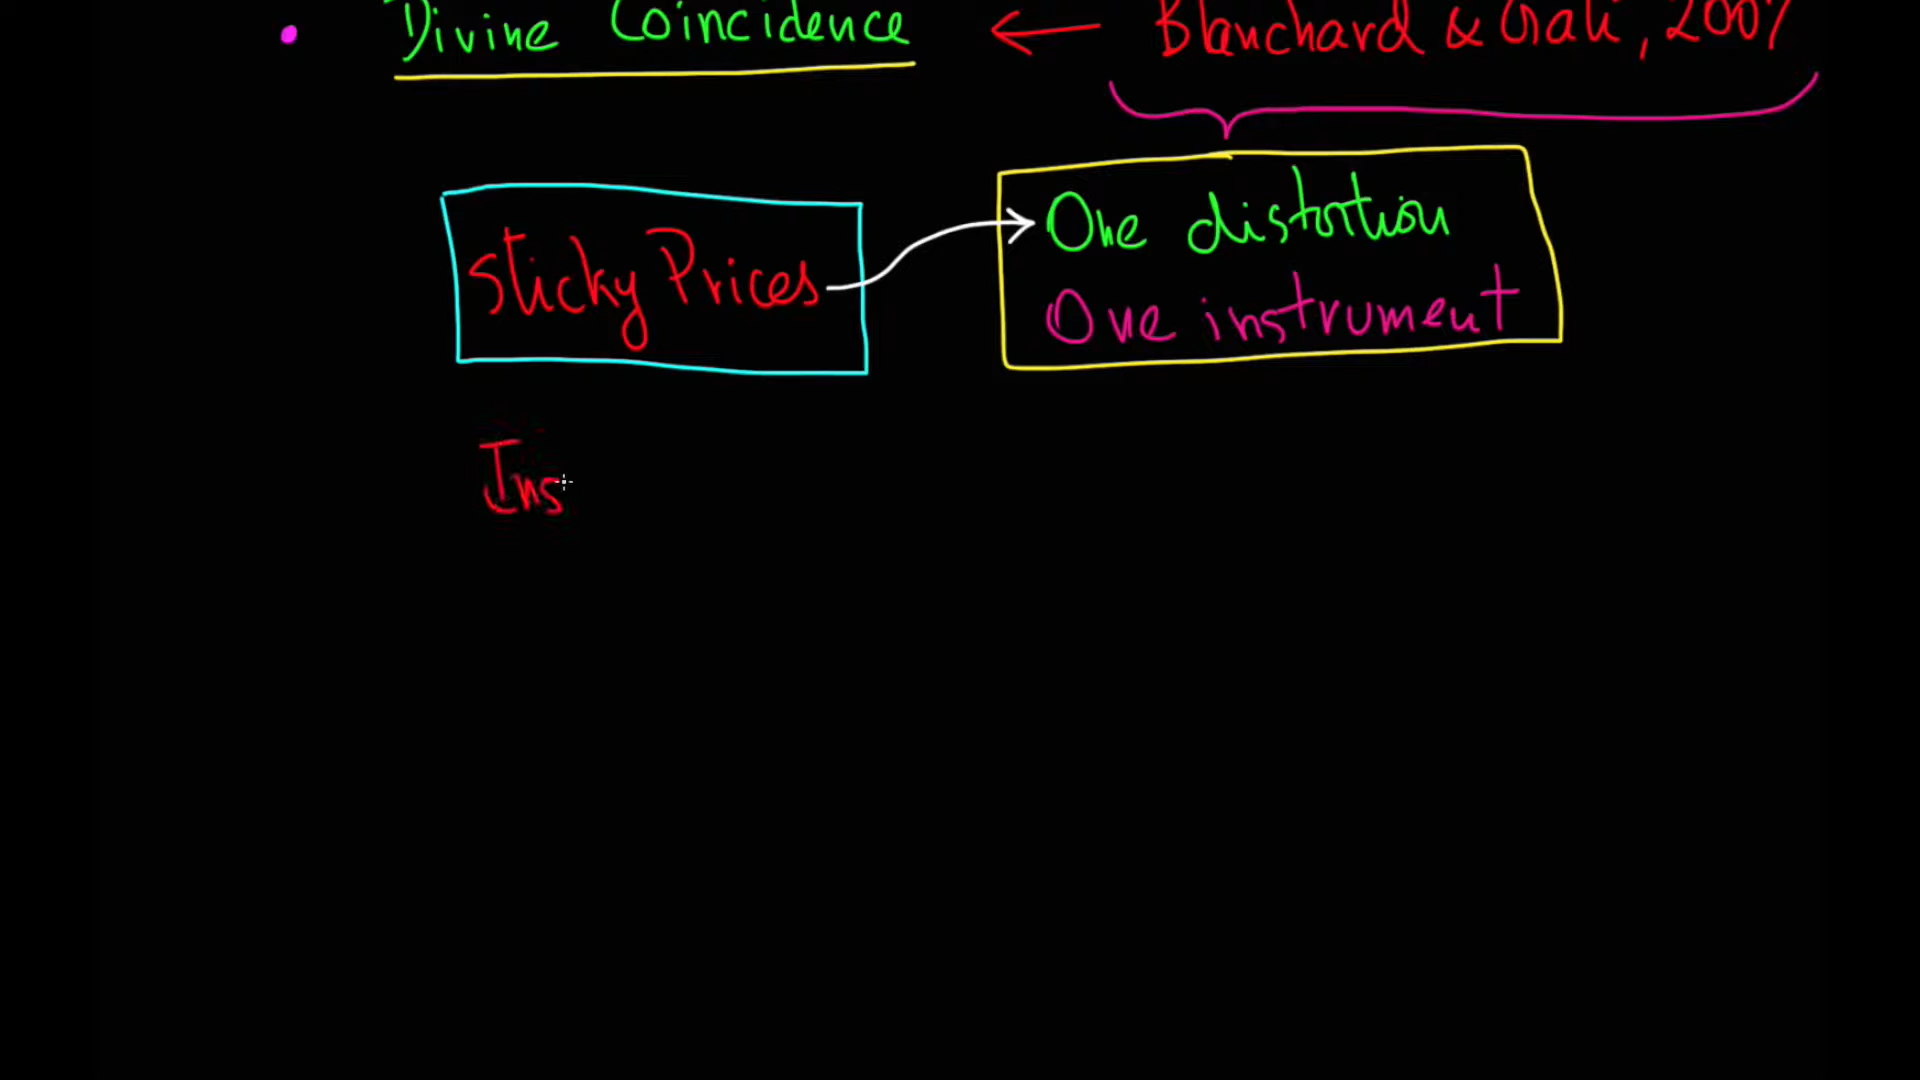 • Divine Coincidence ← Blanchard & Gali, 2007
Sticky Prices
One distortion
One instrument
Ins